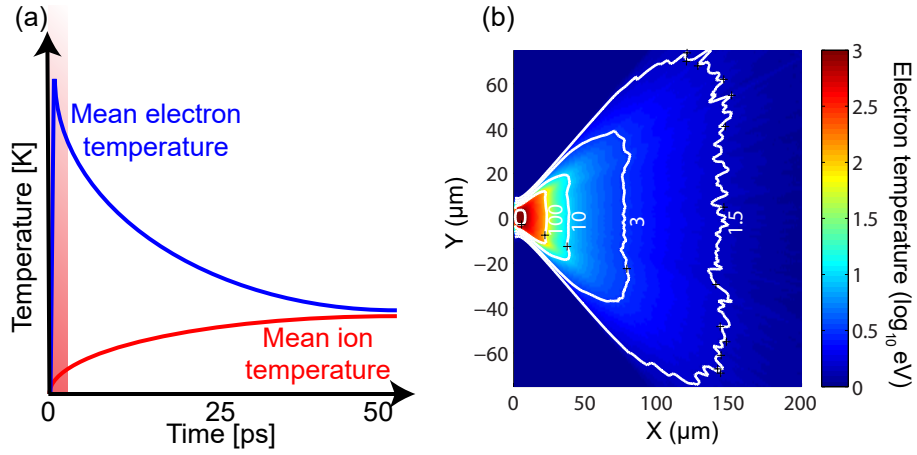 (a)
Temperature [K]
Mean electron
temperature
Mean ion
temperature
0
25
50
Time [ps]
(b)
Y (μm)
60
40
20
0
−20
−40
−60
100
10
3
1.5
0
50
100
150
200
X (μm)
3
2.5
2
1.5
1
0.5
0
Electron temperature (log10 eV)